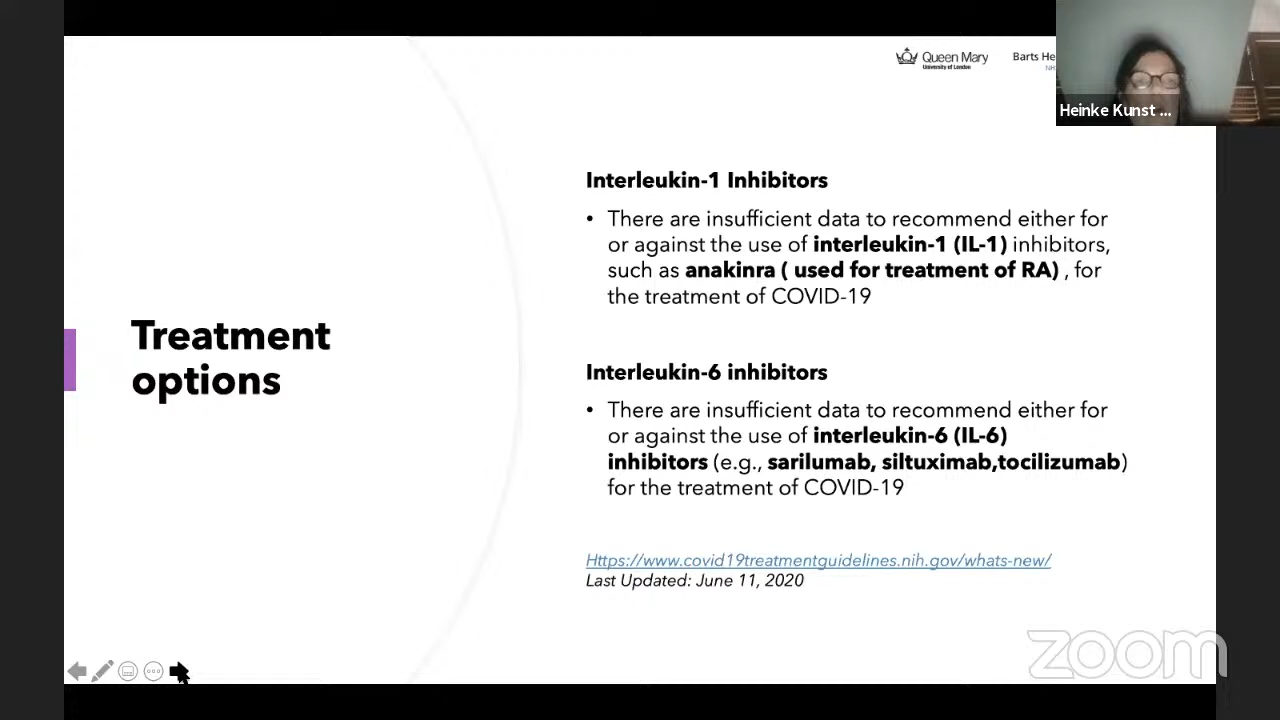 Queen Mary
University of London
Barts He
NH
Heinke Kunst ...
Interleukin-1 Inhibitors
• There are insufficient data to recommend either for
or against the use of interleukin-1 (IL-1) inhibitors,
such as anakinra ( used for treatment of RA) , for
the treatment of COVID-19
Treatment
options
Interleukin-6 inhibitors
• There are insufficient data to recommend either for
or against the use of interleukin-6 (IL-6)
inhibitors (e.g., sarilumab, siltuximab,tocilizumab)
for the treatment of COVID-19
Https://www.covid19treatmentguidelines.nih.gov/whats-new/
Last Updated: June 11, 2020
zoom